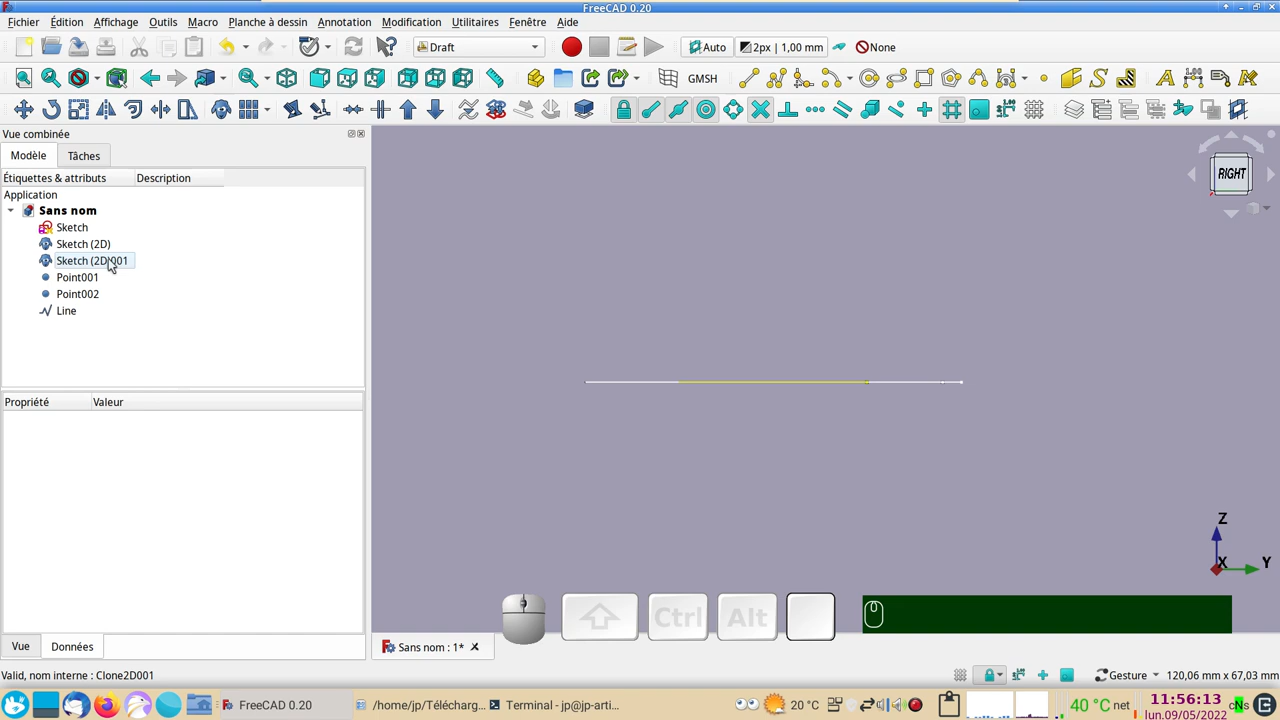 FreeCAD 0.20
Fichier Édition Affichage Outils Macro Planche à dessin Annotation Modification Utilitaires Fenêtre Aide
Draft Auto 2px | 1,00 mm None
GMSH
Vue combinée
Modèle Tâches
Étiquettes & attributs Description
Application
Sans nom
Sketch
Sketch (2D)
Sketch (2D)001
Point001
Point002
Line
Propriété Valeur
RIGHT
Z
X Y
Ctrl Alt
Vue Données
Sans nom : 1*
Valid, nom interne : Clone2D001 Gesture 120,06 mm x 67,03 mm
FreeCAD 0.20 /home/jp/Télécharg... Terminal - jp@jp-arti... 20 °C 40 °C net 11:56:13
lun.09/05/2022